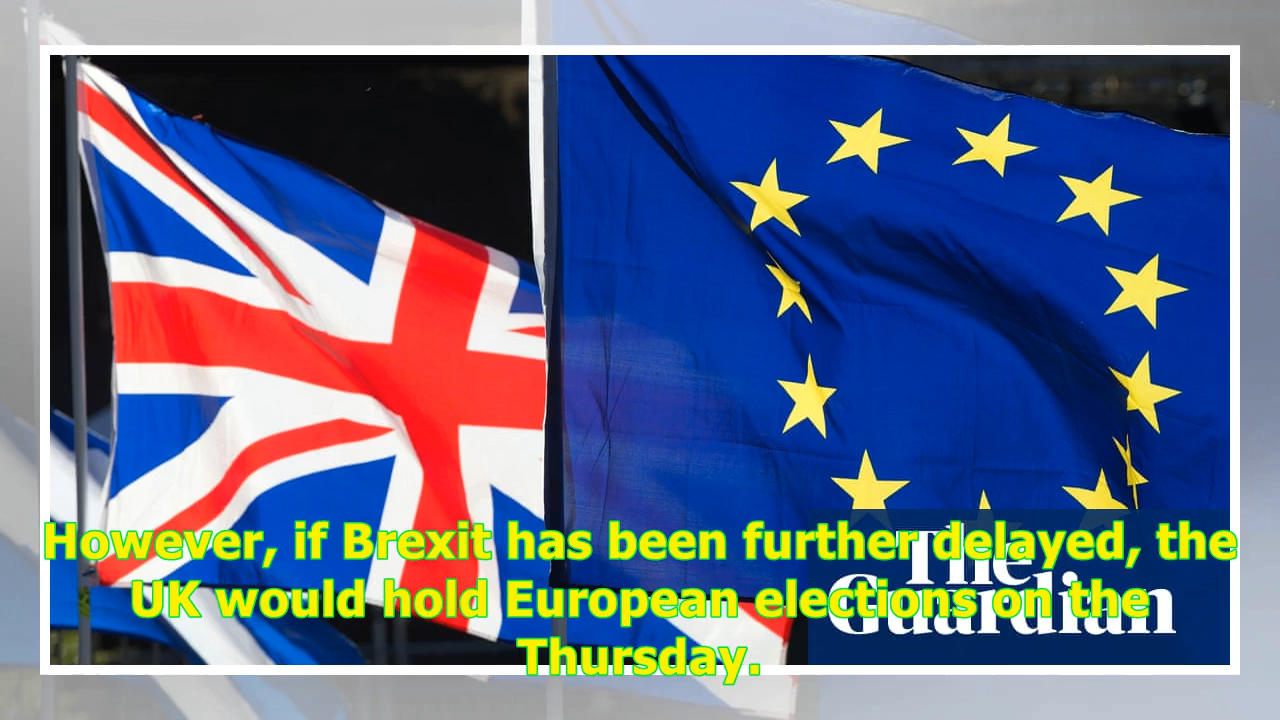 However, if Brexit has been further delayed, the
UK would hold European elections on the
Thursday.
The
Guardian